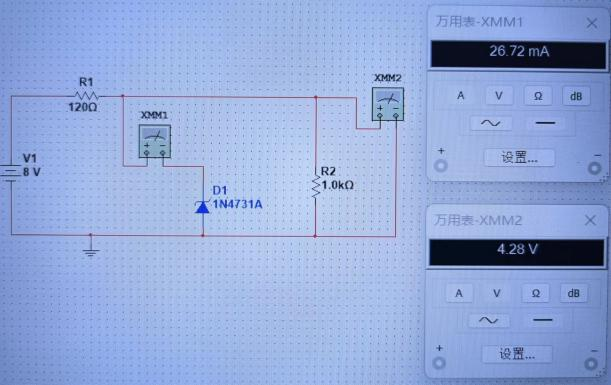 R1
120Ω
V1
8 V
XMM1
D1
1N4731A
R2
1.0kΩ
XMM2
万用表-XMM1
26.72 mA
A V Ω dB
+ 设置... −
万用表-XMM2
4.28 V
A V Ω dB
+ 设置... −